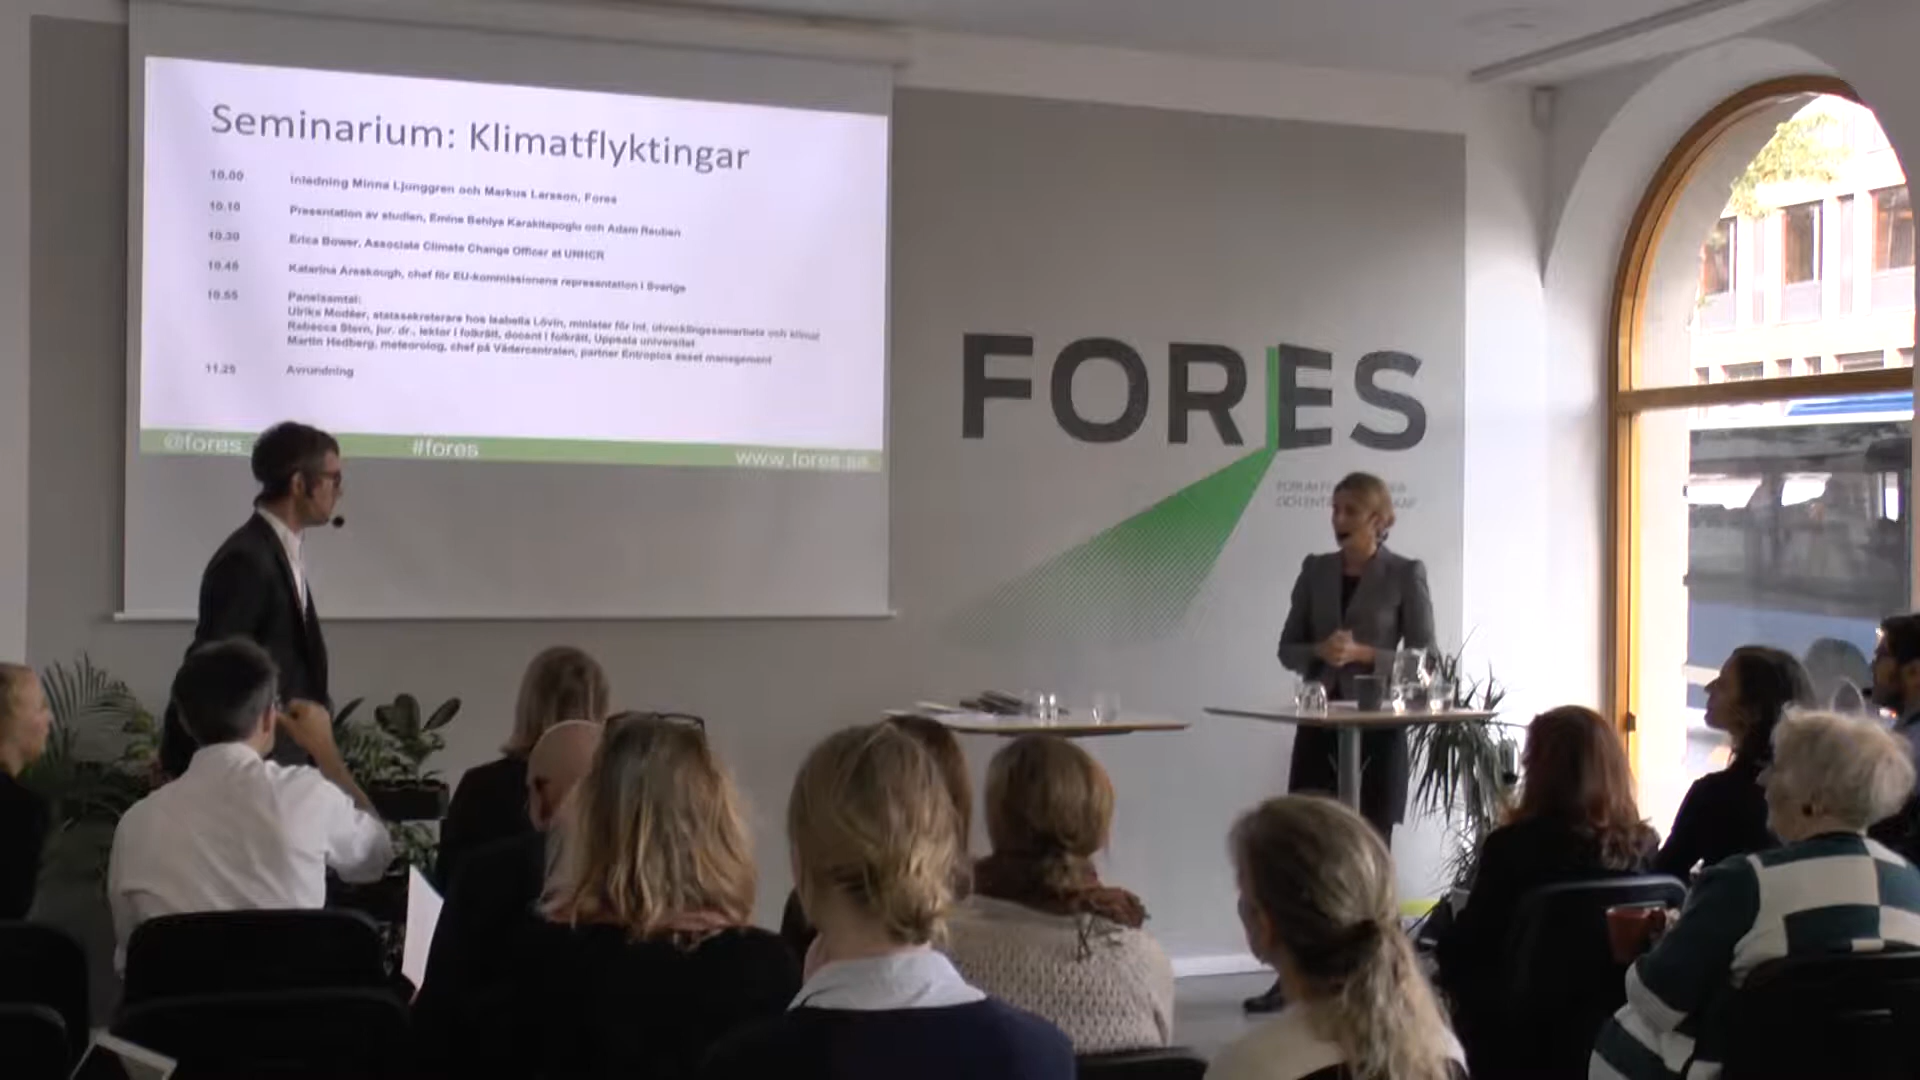 Seminarium: Klimatflyktingar
10.00 Inledning Minna Ljunggren och Markus Larsson, Fores
10.10 Presentation av studien, Emine Behiye Karakitapoglu och Adam Reuben
10.30 Erica Bower, Associate Climate Change Officer at UNHCR
10.45 Katarina Areskough, chef för EU-kommissionens representation i Sverige
10.55 Panelsamtal:
Ulrika Modéer, statssekreterare hos Isabella Lövin, minister för int. utvecklingssamarbete och klimat
Rebecca Stern, jur. dr., lektor i folkrätt, docent i folkrätt, Uppsala universitet
Martin Hedberg, meteorolog, chef på Vädercentralen, partner Entropics asset management
11.25 Avrundning
@fores #fores www.fores.se
FORES